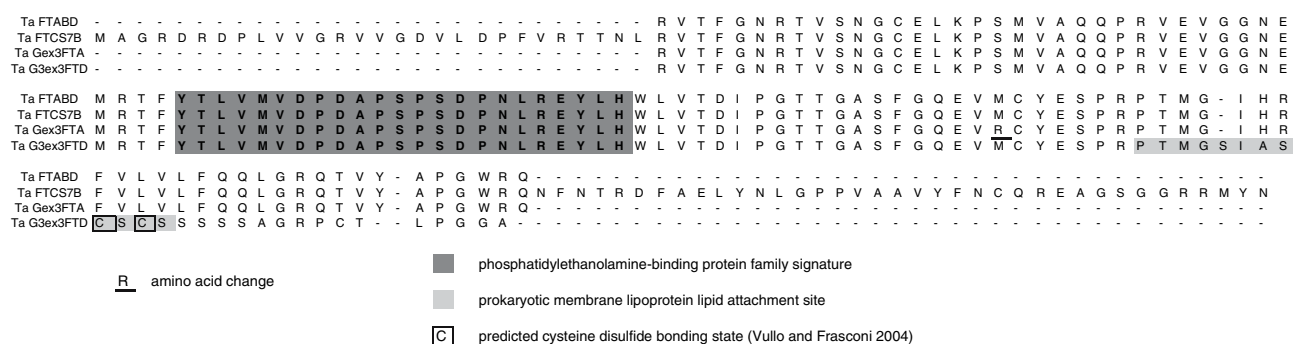 Ta FTABD - - - - - - - - - - - - - - - - - - - - - - - - - - - - R V T F G N R T V S N G C E L K P S M V A Q Q P R V E V G G N E
Ta FTCS7B M A G R D R D P L V V G R V V G D V L D P F V R T T N L R V T F G N R T V S N G C E L K P S M V A Q Q P R V E V G G N E
Ta Gex3FTA - - - - - - - - - - - - - - - - - - - - - - - - - - - - R V T F G N R T V S N G C E L K P S M V A Q Q P R V E V G G N E
Ta G3ex3FTD - - - - - - - - - - - - - - - - - - - - - - - - - - - - R V T F G N R T V S N G C E L K P S M V A Q Q P R V E V G G N E
Ta FTABD M R T F Y T L V M V D P D A P S P S D P N L R E Y L H W L V T D I P G T T G A S F G Q E V M C Y E S P R P T M G - I H R
Ta FTCS7B M R T F Y T L V M V D P D A P S P S D P N L R E Y L H W L V T D I P G T T G A S F G Q E V M C Y E S P R P T M G - I H R
Ta Gex3FTA M R T F Y T L V M V D P D A P S P S D P N L R E Y L H W L V T D I P G T T G A S F G Q E V R C Y E S P R P T M G - I H R
Ta G3ex3FTD M R T F Y T L V M V D P D A P S P S D P N L R E Y L H W L V T D I P G T T G A S F G Q E V M C Y E S P R P T M G S I A S
Ta FTABD F V L V L F Q Q L G R Q T V Y - A P G W R Q - - - - - - - - - - - - - - - - - - - - - - - - - - - - - - - - - - - - -
Ta FTCS7B F V L V L F Q Q L G R Q T V Y - A P G W R Q N F N T R D F A E L Y N L G P P V A A V Y F N C Q R E A G S G G R R M Y N
Ta Gex3FTA F V L V L F Q Q L G R Q T V Y - A P G W R Q - - - - - - - - - - - - - - - - - - - - - - - - - - - - - - - - - - - - -
Ta G3ex3FTD C S C S S S S S A G R P C T - - L P G G A - - - - - - - - - - - - - - - - - - - - - - - - - - - - - - - - - - - - - -
R amino acid change
phosphatidylethanolamine-binding protein family signature
prokaryotic membrane lipoprotein lipid attachment site
C predicted cysteine disulfide bonding state (Vullo and Frasconi 2004)